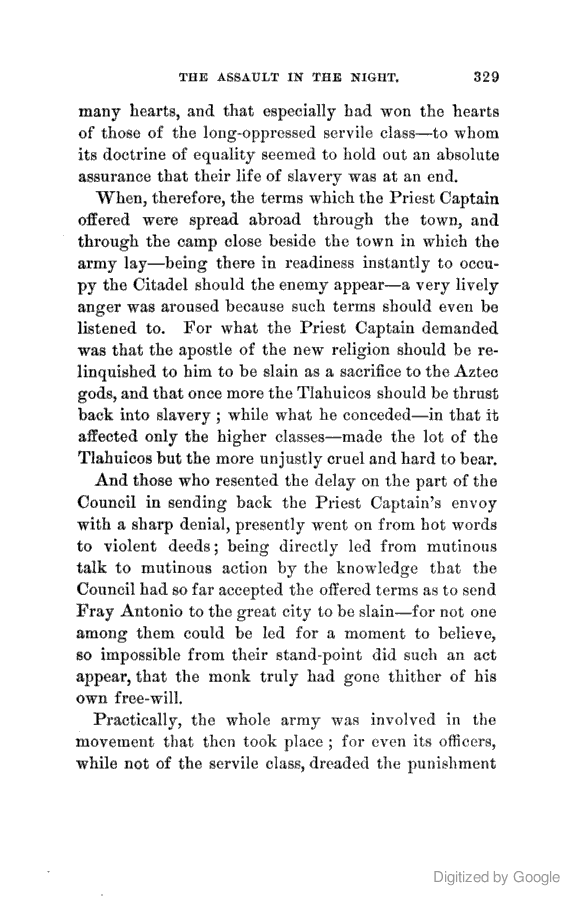 THE ASSAULT IN THE NIGHT. 329
many hearts, and that especially had won the hearts
of those of the long-oppressed servile class—to whom
its doctrine of equality seemed to hold out an absolute
assurance that their life of slavery was at an end.
When, therefore, the terms which the Priest Captain
offered were spread abroad through the town, and
through the camp close beside the town in which the
army lay—being there in readiness instantly to occu-
py the Citadel should the enemy appear—a very lively
anger was aroused because such terms should even be
listened to. For what the Priest Captain demanded
was that the apostle of the new religion should be re-
linquished to him to be slain as a sacrifice to the Aztec
gods, and that once more the Tlahuicos should be thrust
back into slavery ; while what he conceded—in that it
affected only the higher classes—made the lot of the
Tlahuicos but the more unjustly cruel and hard to bear.
And those who resented the delay on the part of the
Council in sending back the Priest Captain's envoy
with a sharp denial, presently went on from hot words
to violent deeds; being directly led from mutinous
talk to mutinous action by the knowledge that the
Council had so far accepted the offered terms as to send
Fray Antonio to the great city to be slain—for not one
among them could be led for a moment to believe,
so impossible from their stand-point did such an act
appear, that the monk truly had gone thither of his
own free-will.
Practically, the whole army was involved in the
movement that then took place ; for even its officers,
while not of the servile class, dreaded the punishment
Digitized by Google